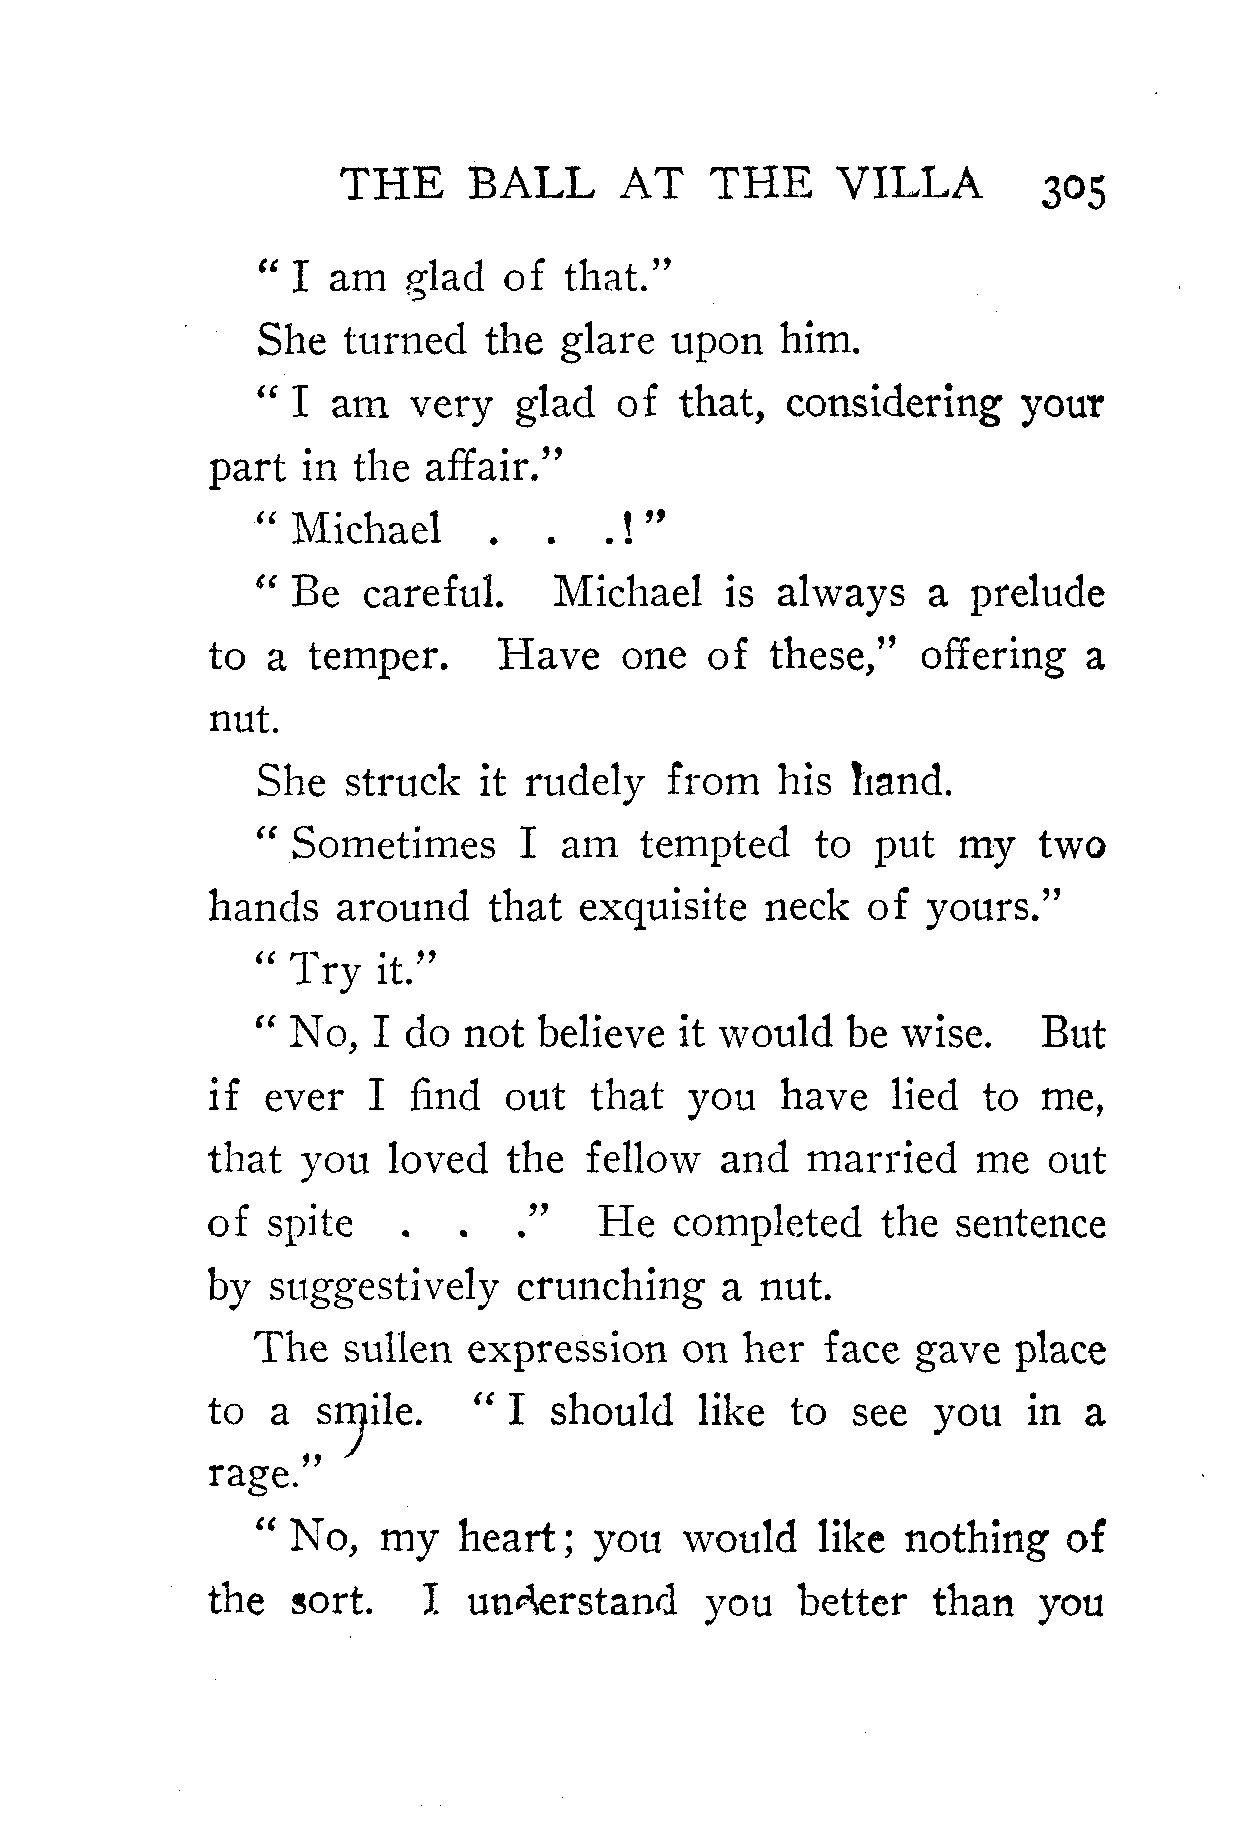 THE BALL AT THE VILLA 305
“ I am glad of that.”
She turned the glare upon him.
“ I am very glad of that, considering your
part in the affair.”
“ Michael . . .! ”
“ Be careful. Michael is always a prelude
to a temper. Have one of these,” offering a
nut.
She struck it rudely from his hand.
“ Sometimes I am tempted to put my two
hands around that exquisite neck of yours.”
“ Try it.”
“ No, I do not believe it would be wise. But
if ever I find out that you have lied to me,
that you loved the fellow and married me out
of spite . . .” He completed the sentence
by suggestively crunching a nut.
The sullen expression on her face gave place
to a smile. “ I should like to see you in a
rage.”
“ No, my heart; you would like nothing of
the sort. I understand you better than you